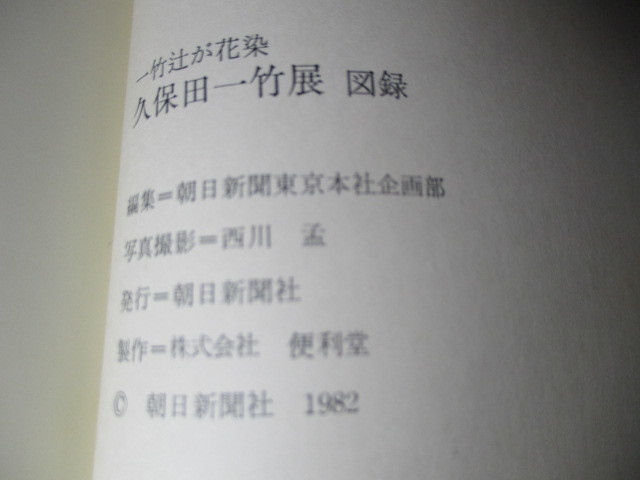 一竹辻が花染
久保田一竹展 図録
編集＝朝日新聞東京本社企画部
写真撮影＝西川 孟
発行＝朝日新聞社
製作＝株式会社 便利堂
© 朝日新聞社 1982